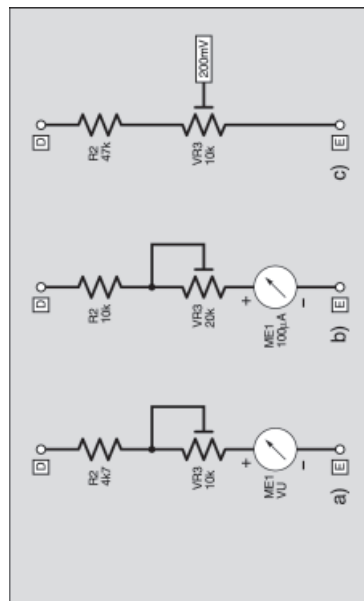 D
R2
4k7
VR3
10k
+
ME1
VU
–
E
a)
D
R2
10k
VR3
20k
+
ME1
100µA
–
E
b)
D
R2
47k
VR3
10k
200mV
E
c)